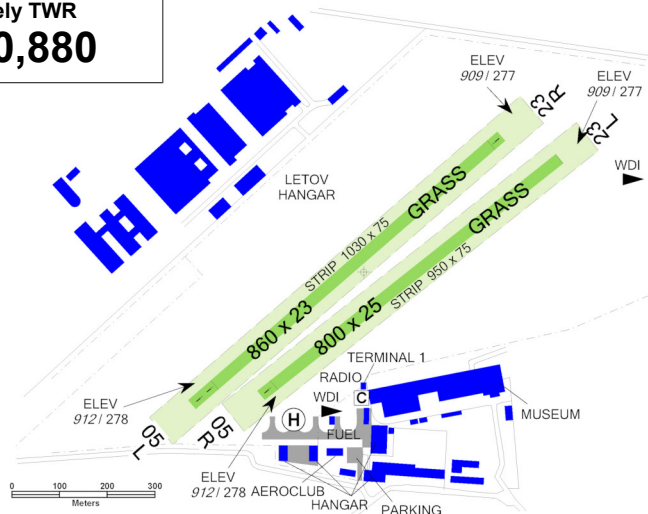 ely TWR
0,880
ELEV
909 / 277
ELEV
909 / 277
23
R
23
L
WDI
LETOV
HANGAR
GRASS
GRASS
STRIP 1030 x 75
STRIP 950 x 75
860 x 23
800 x 25
TERMINAL 1
RADIO
WDI
C
H
FUEL
MUSEUM
ELEV
912 / 278
05
L
05
R
ELEV
912 / 278
AEROCLUB
HANGAR
PARKING
0 100 200 300
Meters